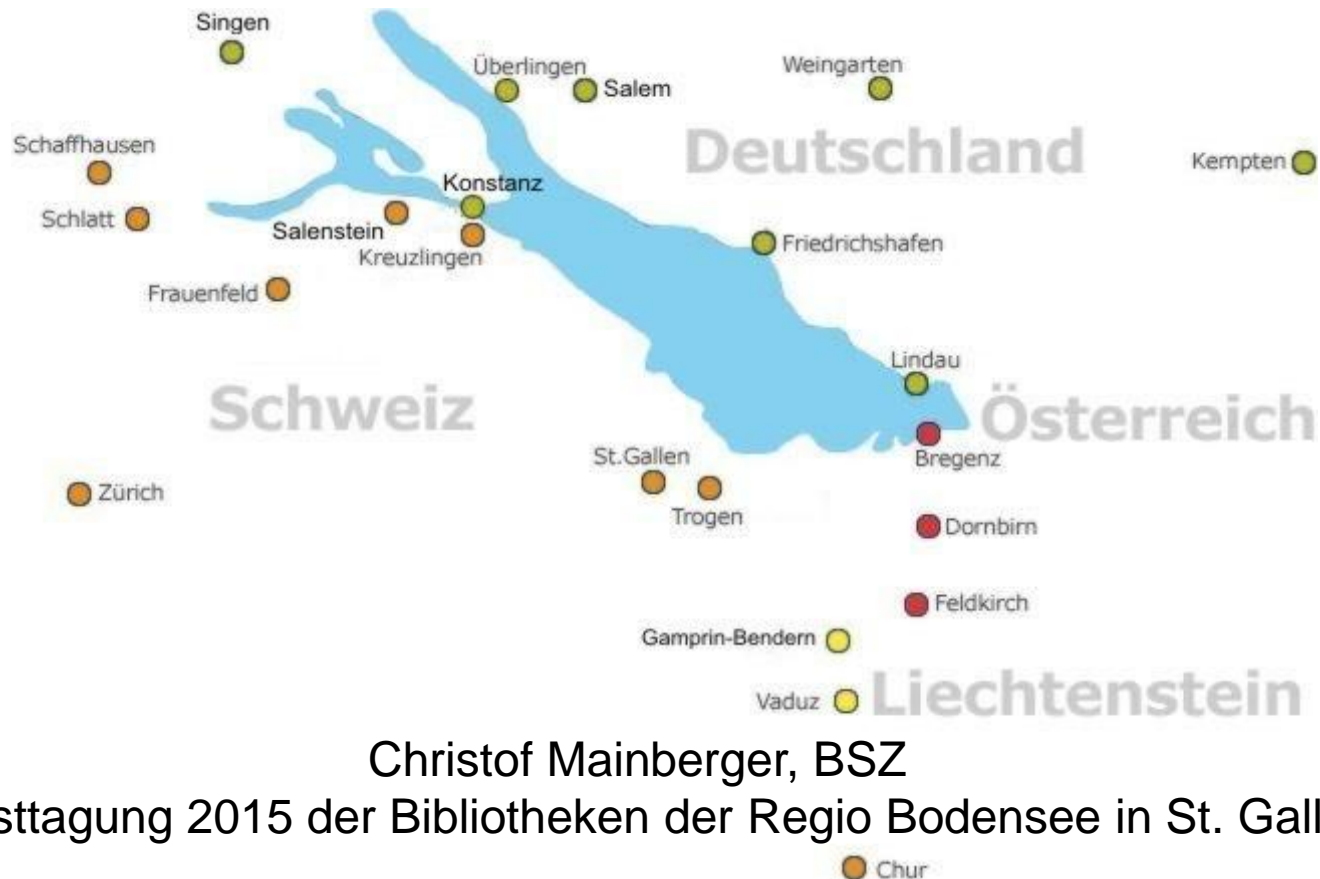 Singen
Überlingen
Salem
Weingarten
Deutschland
Schaffhausen
Kempten
Konstanz
Schlatt
Salenstein
Kreuzlingen
Friedrichshafen
Frauenfeld
Lindau
Schweiz
Österreich
St.Gallen
Bregenz
Zürich
Trogen
Dornbirn
Feldkirch
Gamprin-Bendern
Vaduz
Liechtenstein
Christof Mainberger, BSZ
sttagung 2015 der Bibliotheken der Regio Bodensee in St. Gall
Chur